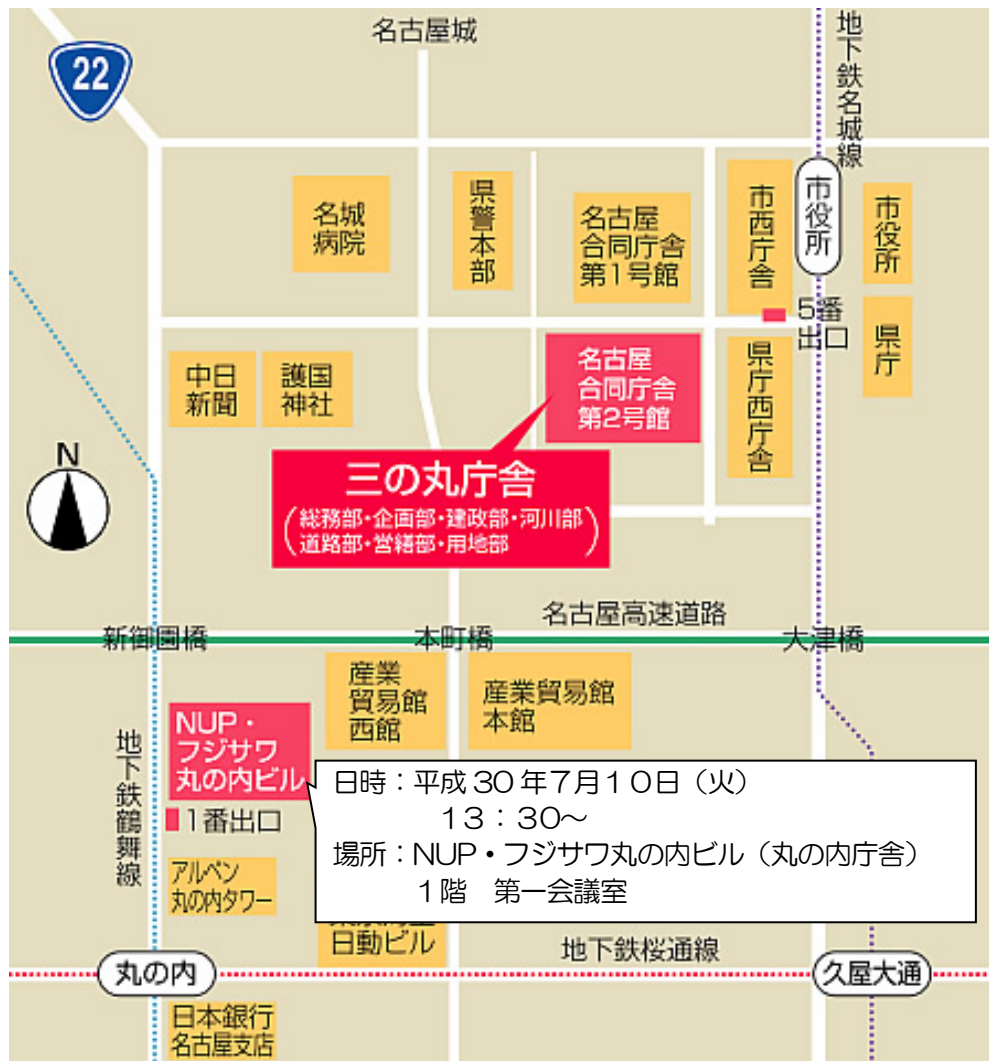 名古屋城
22
地下鉄名城線
名城
病院
県警本部
名古屋
合同庁舎
第1号館
市西庁舎
市役所
市役所
5番
出口
県庁
中日
新聞
護国
神社
名古屋
合同庁舎
第2号館
県庁西庁舎
N
三の丸庁舎
(総務部・企画部・建政部・河川部
道路部・営繕部・用地部)
名古屋高速道路
新御園橋
本町橋
大津橋
産業
貿易館
西館
産業貿易館
本館
NUP・
フジサワ
丸の内ビル
地下鉄鶴舞線
1番出口
日時：平成30年7月10日（火）
13：30～
場所：NUP・フジサワ丸の内ビル（丸の内庁舎）
1階　第一会議室
アルペン
丸の内タワー
日動ビル
地下鉄桜通線
丸の内
久屋大通
日本銀行
名古屋支店